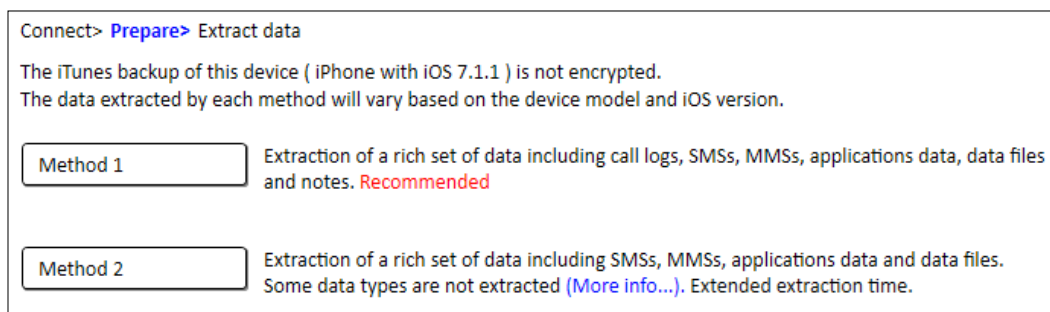 Connect> Prepare> Extract data
The iTunes backup of this device ( iPhone with iOS 7.1.1 ) is not encrypted.
The data extracted by each method will vary based on the device model and iOS version.
Method 1
Extraction of a rich set of data including call logs, SMSs, MMSs, applications data, data files
and notes. Recommended
Method 2
Extraction of a rich set of data including SMSs, MMSs, applications data and data files.
Some data types are not extracted (More info...). Extended extraction time.